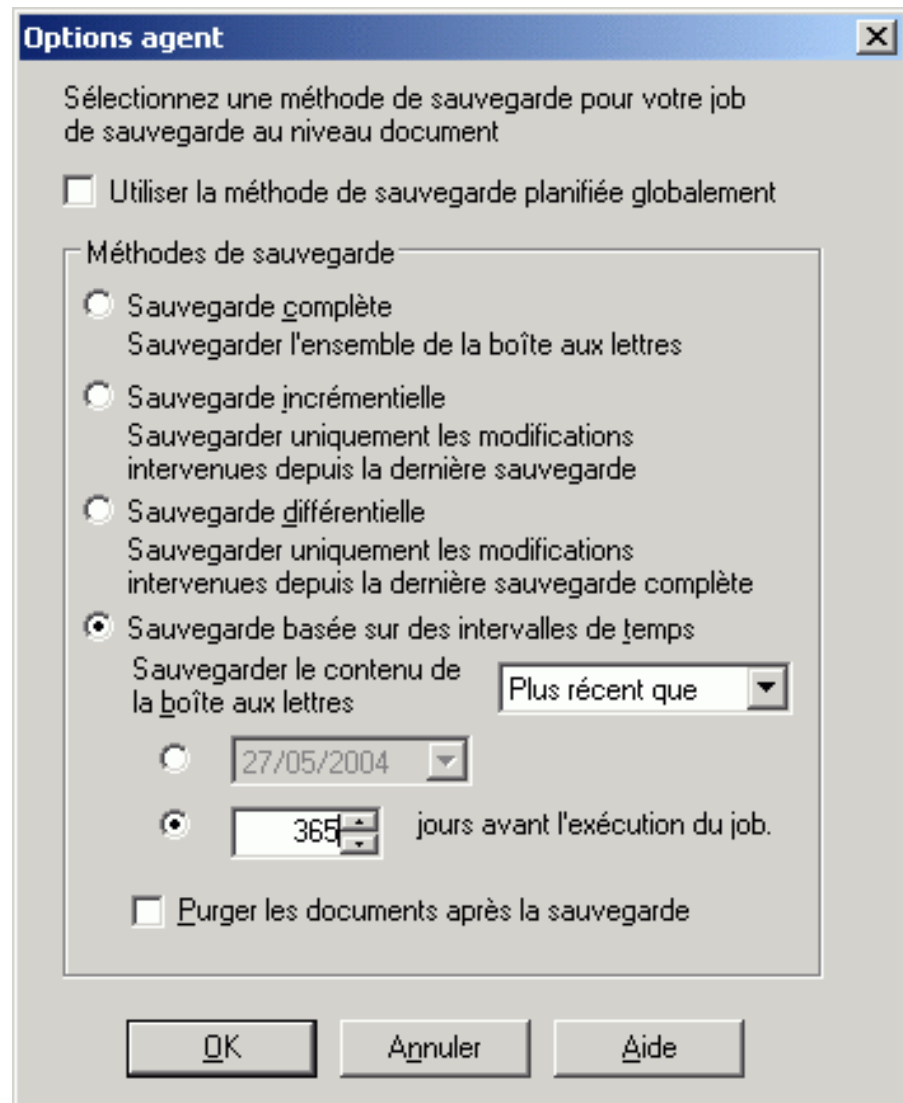 Options agent
Sélectionnez une méthode de sauvegarde pour votre job
de sauvegarde au niveau document
Utiliser la méthode de sauvegarde planifiée globalement
Méthodes de sauvegarde
Sauvegarde complète
Sauvegarder l'ensemble de la boîte aux lettres
Sauvegarde incrémentielle
Sauvegarder uniquement les modifications
intervenues depuis la dernière sauvegarde
Sauvegarde différentielle
Sauvegarder uniquement les modifications
intervenues depuis la dernière sauvegarde complète
Sauvegarde basée sur des intervalles de temps
Sauvegarder le contenu de
la boîte aux lettres
Plus récent que
27/05/2004
365 jours avant l'exécution du job.
Purger les documents après la sauvegarde
OK Annuler Aide